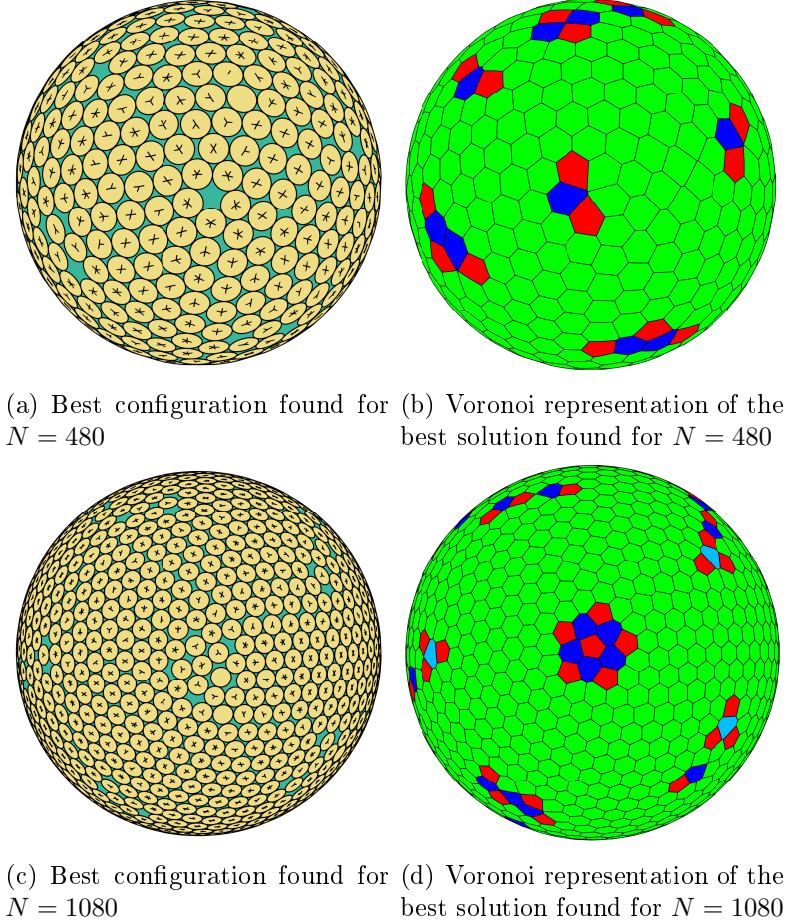 (a) Best configuration found for
N = 480
(b) Voronoi representation of the
best solution found for N = 480
(c) Best configuration found for
N = 1080
(d) Voronoi representation of the
best solution found for N = 1080